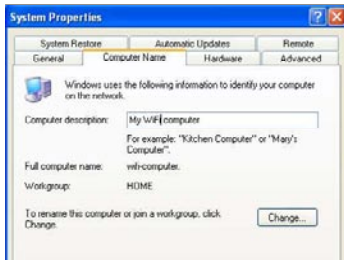 System Properties
System Restore Automatic Updates Remote
General Computer Name Hardware Advanced
Windows uses the following information to identify your computer
on the network.
Computer description: My WiFi computer
For example: "Kitchen Computer" or "Mary's
Computer".
Full computer name: wifi-computer.
Workgroup: HOME
To rename this computer or join a workgroup, click
Change.
Change...